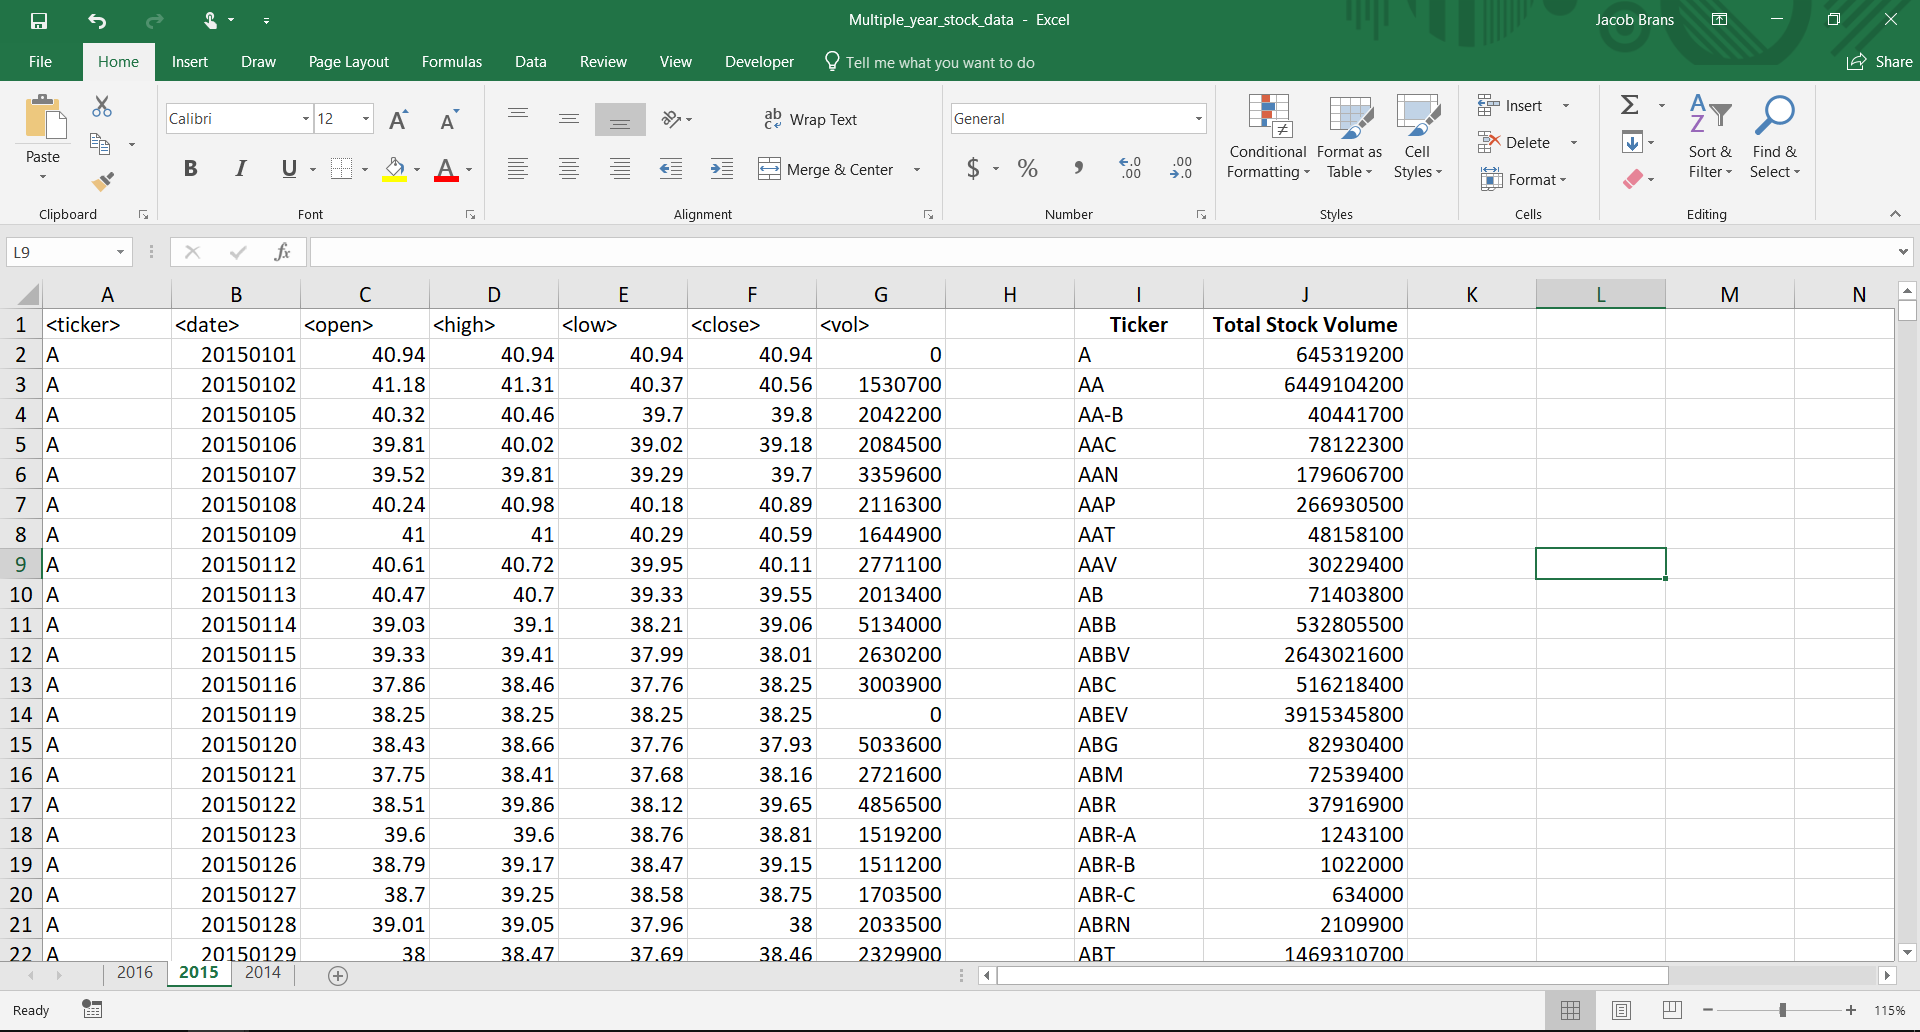 Multiple_year_stock_data - Excel
Jacob Brans
File Home Insert Draw Page Layout Formulas Data Review View Developer Tell me what you want to do Share
Paste
Clipboard
Calibri 12
B I U A
Font
Wrap Text
Merge & Center
Alignment
General
$ % , .00
Number
Conditional Formatting
Format as Table
Cell Styles
Styles
Insert
Delete
Format
Cells
Sort & Filter
Find & Select
Editing
L9 fx
A B C D E F G H I J K L M N
1 <ticker> <date> <open> <high> <low> <close> <vol> Ticker Total Stock Volume
2 A 20150101 40.94 40.94 40.94 40.94 0 A 645319200
3 A 20150102 41.18 41.31 40.37 40.56 1530700 AA 6449104200
4 A 20150105 40.32 40.46 39.7 39.8 2042200 AA-B 40441700
5 A 20150106 39.81 40.02 39.02 39.18 2084500 AAC 78122300
6 A 20150107 39.52 39.81 39.29 39.7 3359600 AAN 179606700
7 A 20150108 40.24 40.98 40.18 40.89 2116300 AAP 266930500
8 A 20150109 41 41 40.29 40.59 1644900 AAT 48158100
9 A 20150112 40.61 40.72 39.95 40.11 2771100 AAV 30229400
10 A 20150113 40.47 40.7 39.33 39.55 2013400 AB 71403800
11 A 20150114 39.03 39.1 38.21 39.06 5134000 ABB 532805500
12 A 20150115 39.33 39.41 37.99 38.01 2630200 ABBV 2643021600
13 A 20150116 37.86 38.46 37.76 38.25 3003900 ABC 516218400
14 A 20150119 38.25 38.25 38.25 38.25 0 ABEV 3915345800
15 A 20150120 38.43 38.66 37.76 37.93 5033600 ABG 82930400
16 A 20150121 37.75 38.41 37.68 38.16 2721600 ABM 72539400
17 A 20150122 38.51 39.86 38.12 39.65 4856500 ABR 37916900
18 A 20150123 39.6 39.6 38.76 38.81 1519200 ABR-A 1243100
19 A 20150126 38.79 39.17 38.47 39.15 1511200 ABR-B 1022000
20 A 20150127 38.7 39.25 38.58 38.75 1703500 ABR-C 634000
21 A 20150128 39.01 39.05 37.96 38 2033500 ABRN 2109900
22 A 20150129 38 38.47 37.69 38.46 2329900 ABT 1469310700
2016 2015 2014
Ready 115%